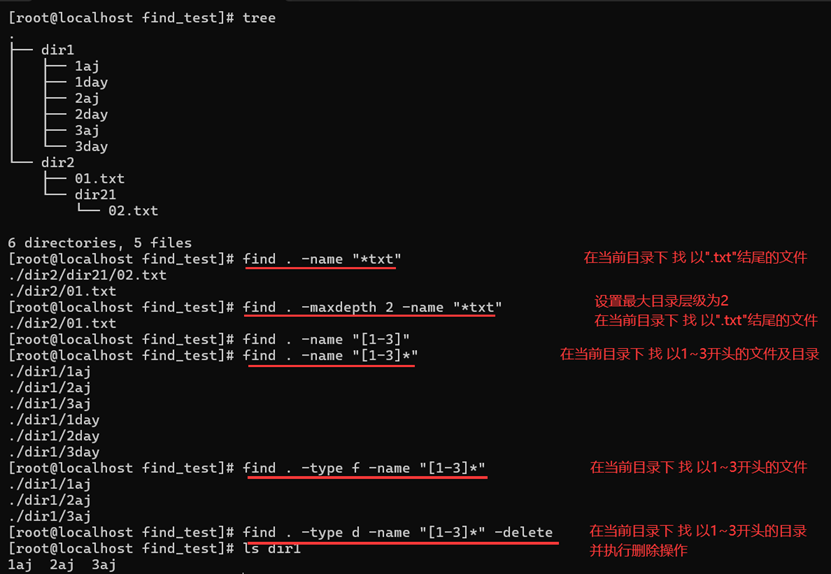 [root@localhost find_test]# tree
.
├── dir1
│   ├── 1aj
│   ├── 1day
│   ├── 2aj
│   ├── 2day
│   ├── 3aj
│   └── 3day
└── dir2
    ├── 01.txt
    └── dir21
        └── 02.txt
6 directories, 5 files
[root@localhost find_test]# find . -name "*txt" 在当前目录下 找 以".txt"结尾的文件
./dir2/dir21/02.txt
./dir2/01.txt
[root@localhost find_test]# find . -maxdepth 2 -name "*txt" 设置最大目录层级为2
./dir2/01.txt 在当前目录下 找 以".txt"结尾的文件
[root@localhost find_test]# find . -name "[1-3]"
[root@localhost find_test]# find . -name "[1-3]*" 在当前目录下 找 以1~3开头的文件及目录
./dir1/1aj
./dir1/2aj
./dir1/3aj
./dir1/1day
./dir1/2day
./dir1/3day
[root@localhost find_test]# find . -type f -name "[1-3]*" 在当前目录下 找 以1~3开头的文件
./dir1/1aj
./dir1/2aj
./dir1/3aj
[root@localhost find_test]# find . -type d -name "[1-3]*" -delete 在当前目录下 找 以1~3开头的目录
[root@localhost find_test]# ls dir1 并执行删除操作
1aj  2aj  3aj